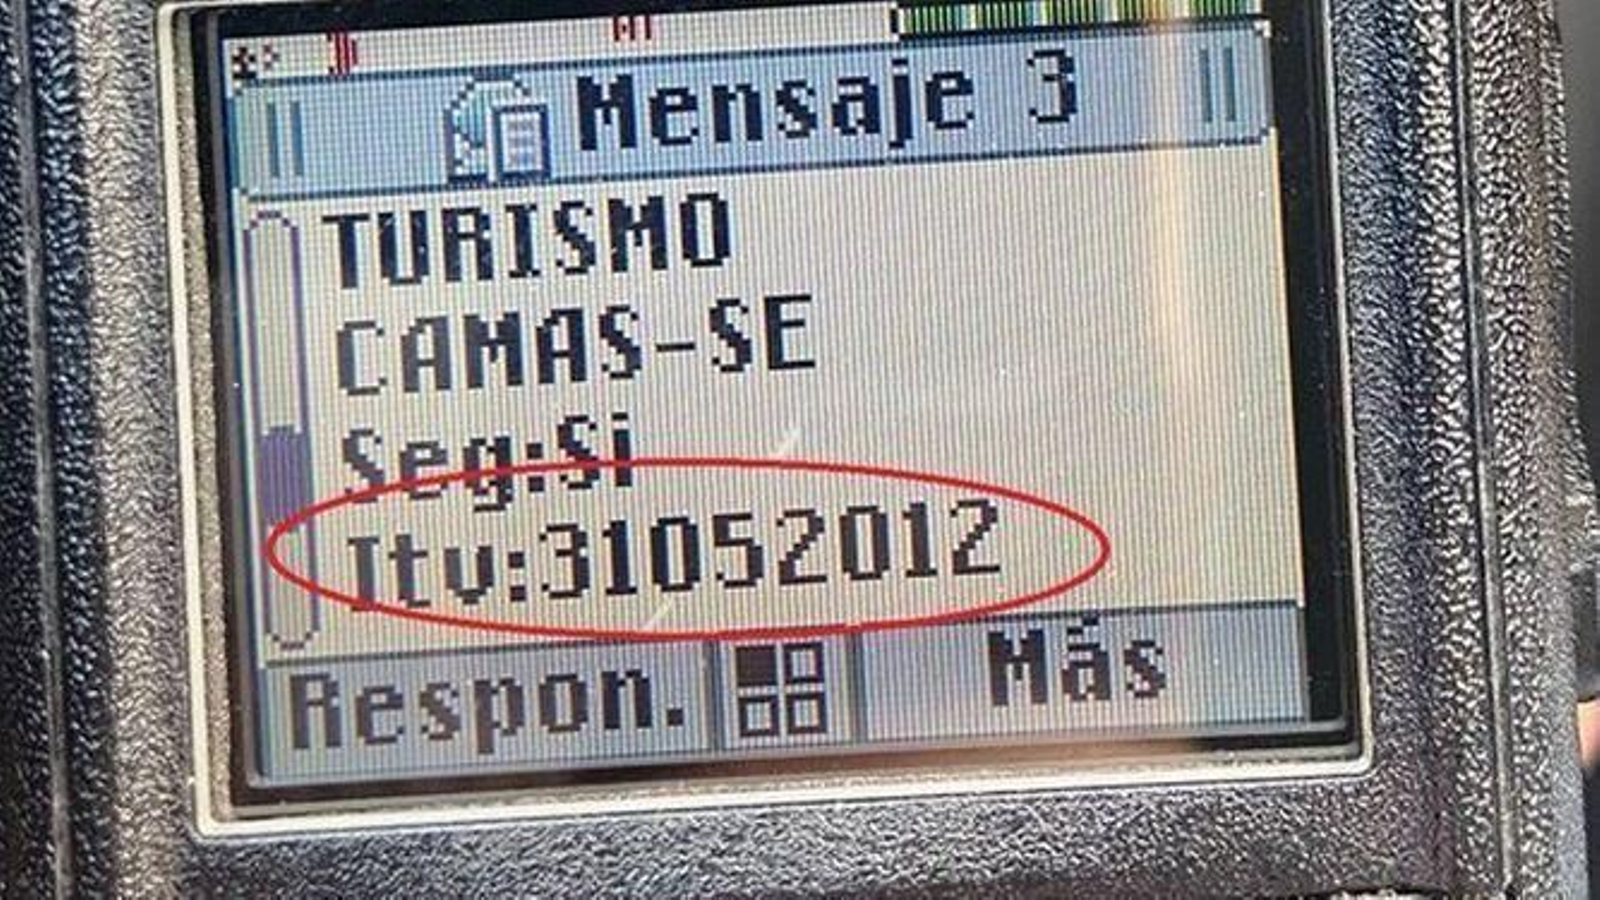 Mensaje 3
TURISMO
CAMAS-SE
Seg:Si
Itv:31052012
Respon.
Más